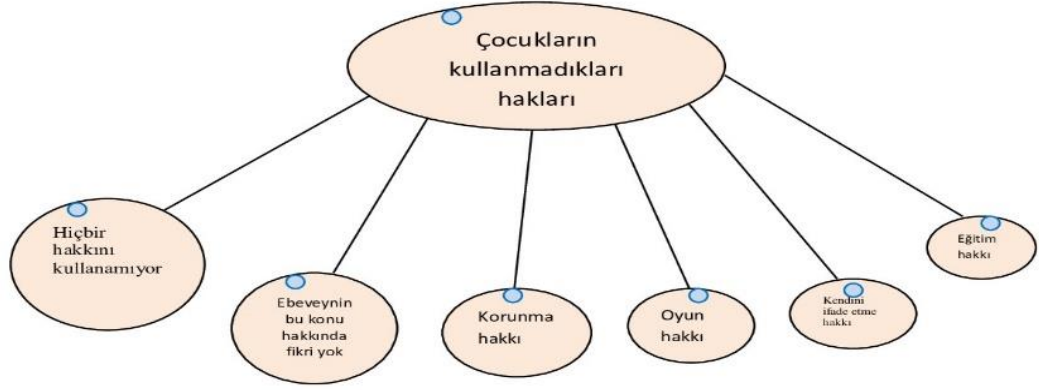 Çocukların
kullanmadıkları
hakları
Hiçbir
hakkını
kullanamıyor
Ebeveynin
bu konu
hakkında
fikri yok
Korunma
hakkı
Oyun
hakkı
Kendini
ifade etme
hakkı
Eğitim
hakkı